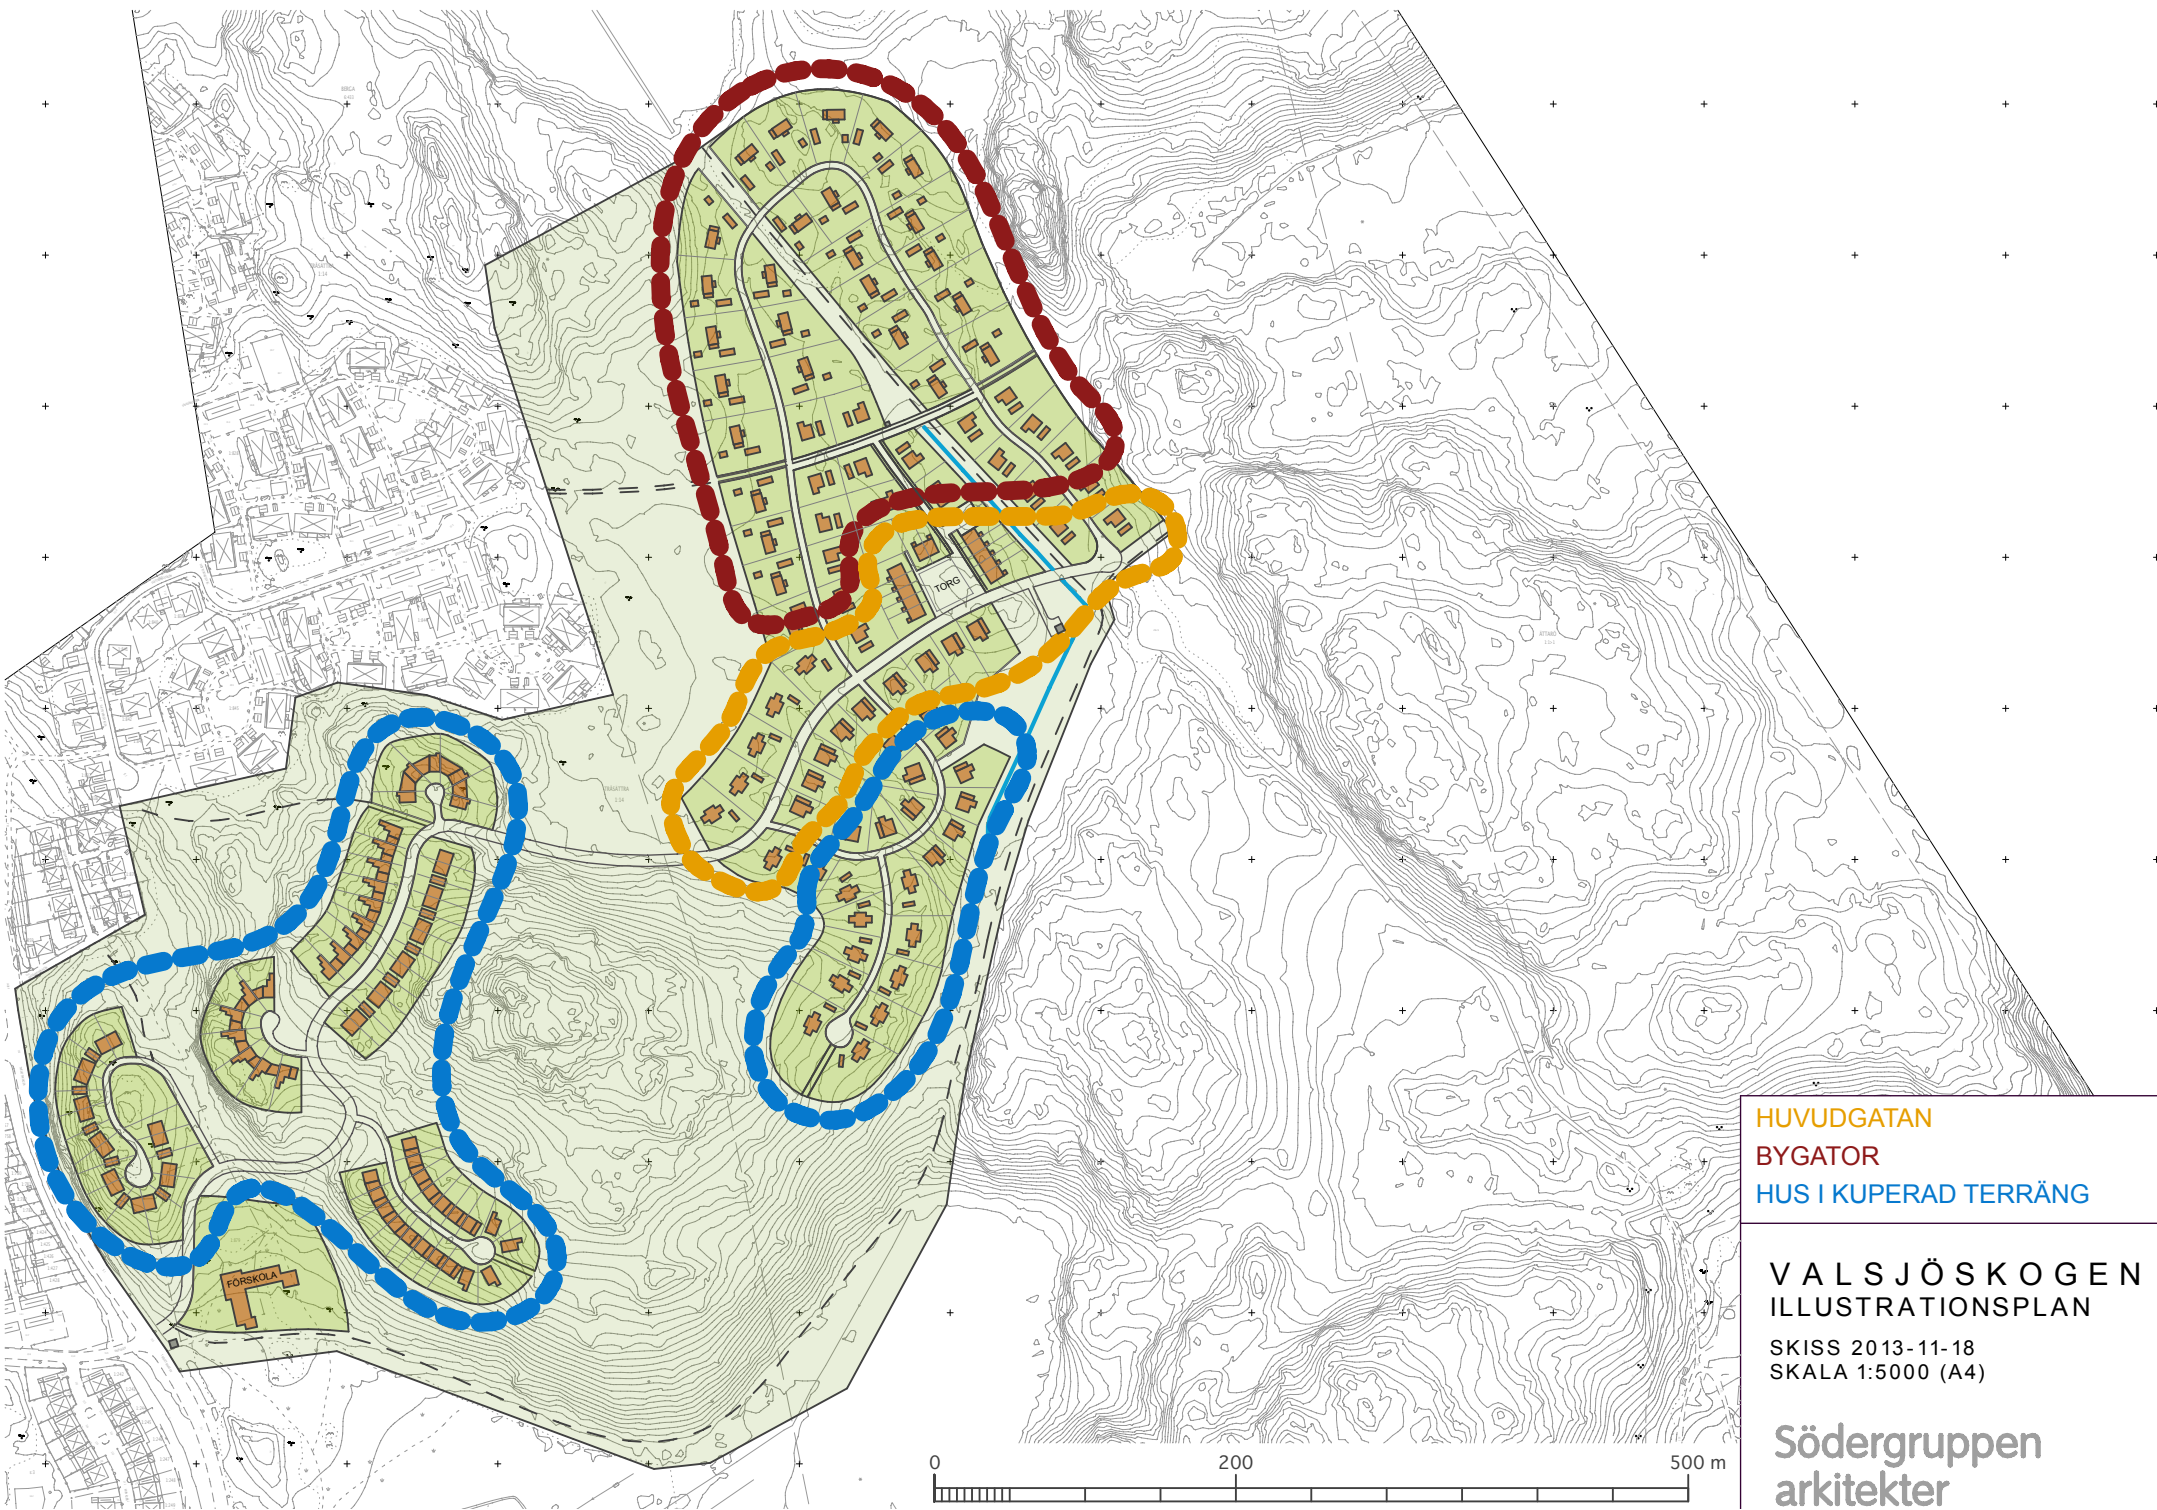 TORG
FÖRSKOLA
HUVUDGATAN
BYGATOR
HUS I KUPERAD TERRÄNG
VALSJÖSKOGEN
ILLUSTRATIONSPLAN
SKISS 2013-11-18
SKALA 1:5000 (A4)
Södergruppen
arkitekter
0 200 500 m